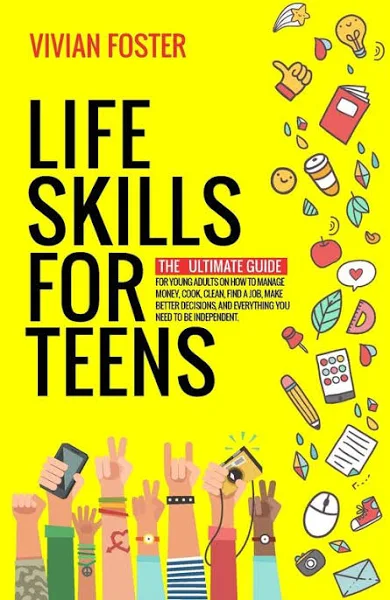 VIVIAN FOSTER
LIFE
SKILLS
FOR
TEENS
THE ULTIMATE GUIDE
FOR YOUNG ADULTS ON HOW TO MANAGE
MONEY, COOK, CLEAN, FIND A JOB, MAKE
BETTER DECISIONS, AND EVERYTHING YOU
NEED TO BE INDEPENDENT.